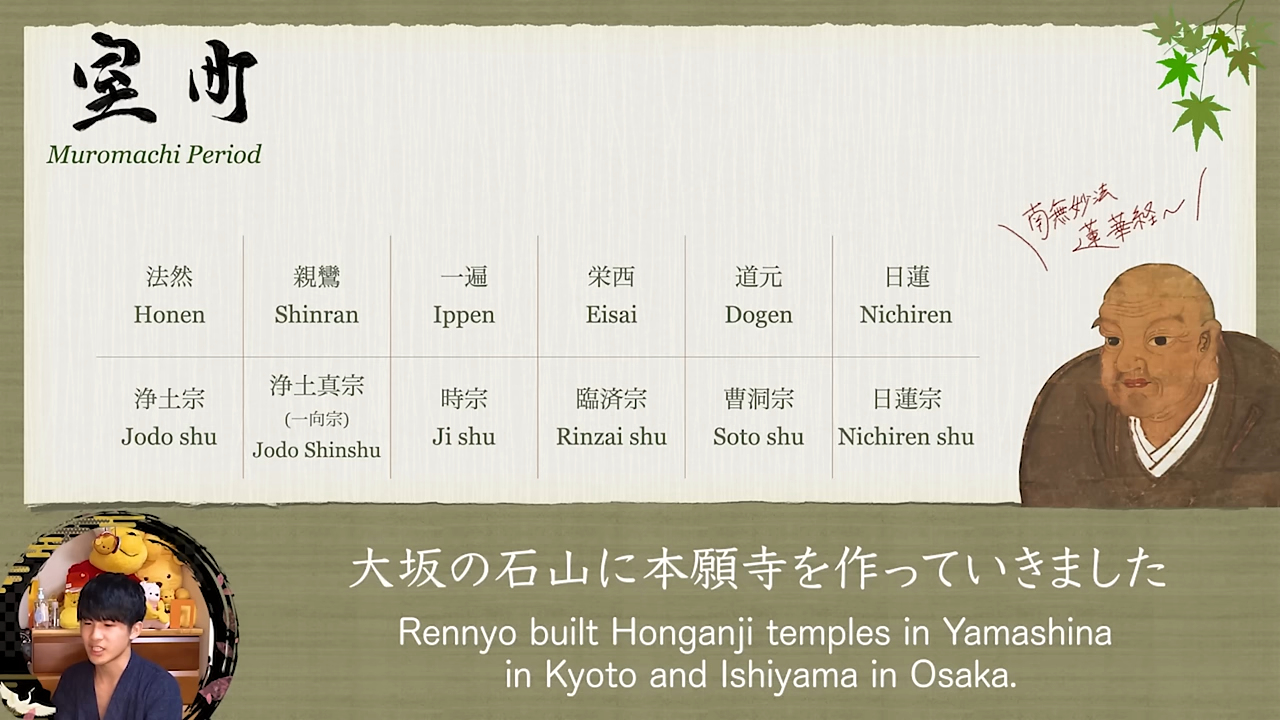 室町
Muromachi Period
南無妙法
蓮華経〜
法然
Honen
親鸞
Shinran
一遍
Ippen
栄西
Eisai
道元
Dogen
日蓮
Nichiren
浄土宗
Jodo shu
浄土真宗
(一向宗)
Jodo Shinshu
時宗
Ji shu
臨済宗
Rinzai shu
曹洞宗
Soto shu
日蓮宗
Nichiren shu
大坂の石山に本願寺を作っていきました
Rennyo built Honganji temples in Yamashina
in Kyoto and Ishiyama in Osaka.